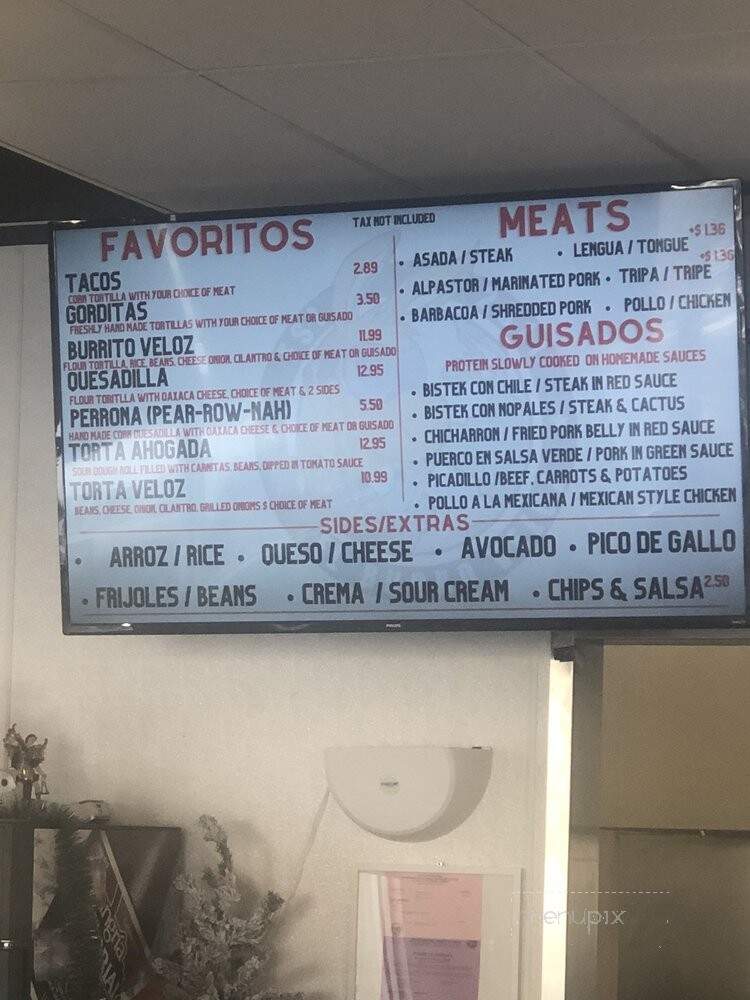 TAX NOT INCLUDED
FAVORITOS
TACOS 2.89
CORN TORTILLA WITH YOUR CHOICE OF MEAT
GORDITAS 3.50
FRESHLY HAND MADE TORTILLAS WITH YOUR CHOICE OF MEAT OR GUISADO
BURRITO VELOZ 11.99
FLOUR TORTILLA, RICE, BEANS, CHEESE ONION, CILANTRO & CHOICE OF MEAT OR GUISADO
QUESADILLA 12.95
FLOUR TORITLLA WITH OAXACA CHEESE, CHOICE OF MEAT & 2 SIDES
PERRONA (PEAR-ROW-NAH) 5.50
HAND MADE CORN QUESADILLA WITH OAXACA CHEESE & CHOICE OF MEAT OR GUISADO
TORTA AHOGADA 12.95
SOUR DOUGH ROLL FILLED WITH CARNITAS, BEANS, DIPPED IN TOMATO SAUCE
TORTA VELOZ 10.99
BEANS, CHEESE, ONION, CILANTRO, GRILLED ONIONS $ CHOICE OF MEAT
MEATS
• ASADA / STEAK • LENGUA / TONGUE +$1.36
• ALPASTOR / MARINATED PORK • TRIPA / TRIPE +$1.36
• BARBACOA / SHREDDED PORK • POLLO / CHICKEN
GUISADOS
PROTEIN SLOWLY COOKED ON HOMEMADE SAUCES
• BISTEK CON CHILE / STEAK IN RED SAUCE
• BISTEK CON NOPALES / STEAK & CACTUS
• CHICHARRON / FRIED PORK BELLY IN RED SAUCE
• PUERCO EN SALSA VERDE / PORK IN GREEN SAUCE
• PICADILLO /BEEF, CARROTS & POTATOES
• POLLO A LA MEXICANA / MEXICAN STYLE CHICKEN
SIDES/EXTRAS
• ARROZ / RICE • QUESO / CHEESE • AVOCADO • PICO DE GALLO
• FRIJOLES / BEANS • CREMA / SOUR CREAM • CHIPS & SALSA 2.50
PHILIPS
menupix